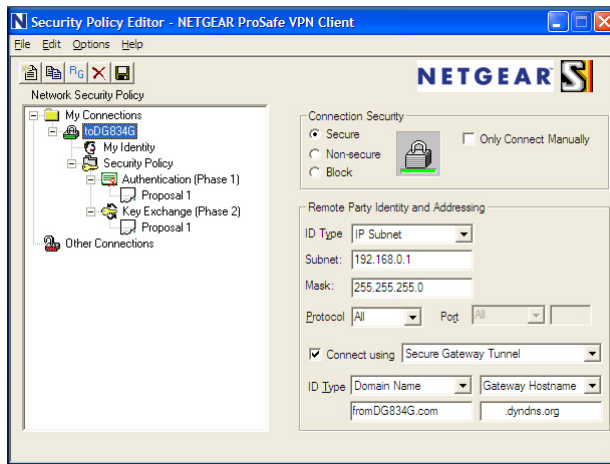 Security Policy Editor - NETGEAR ProSafe VPN Client
File Edit Options Help
NETGEAR
Network Security Policy
My Connections
toDG834G
My Identity
Security Policy
Authentication (Phase 1)
Proposal 1
Key Exchange (Phase 2)
Proposal 1
Other Connections
Connection Security
Secure
Non-secure
Block
Only Connect Manually
Remote Party Identity and Addressing
ID Type IP Subnet
Subnet: 192.168.0.1
Mask: 255.255.255.0
Protocol All Port All
Connect using Secure Gateway Tunnel
ID Type Domain Name Gateway Hostname
fromDG834G.com .dyndns.org